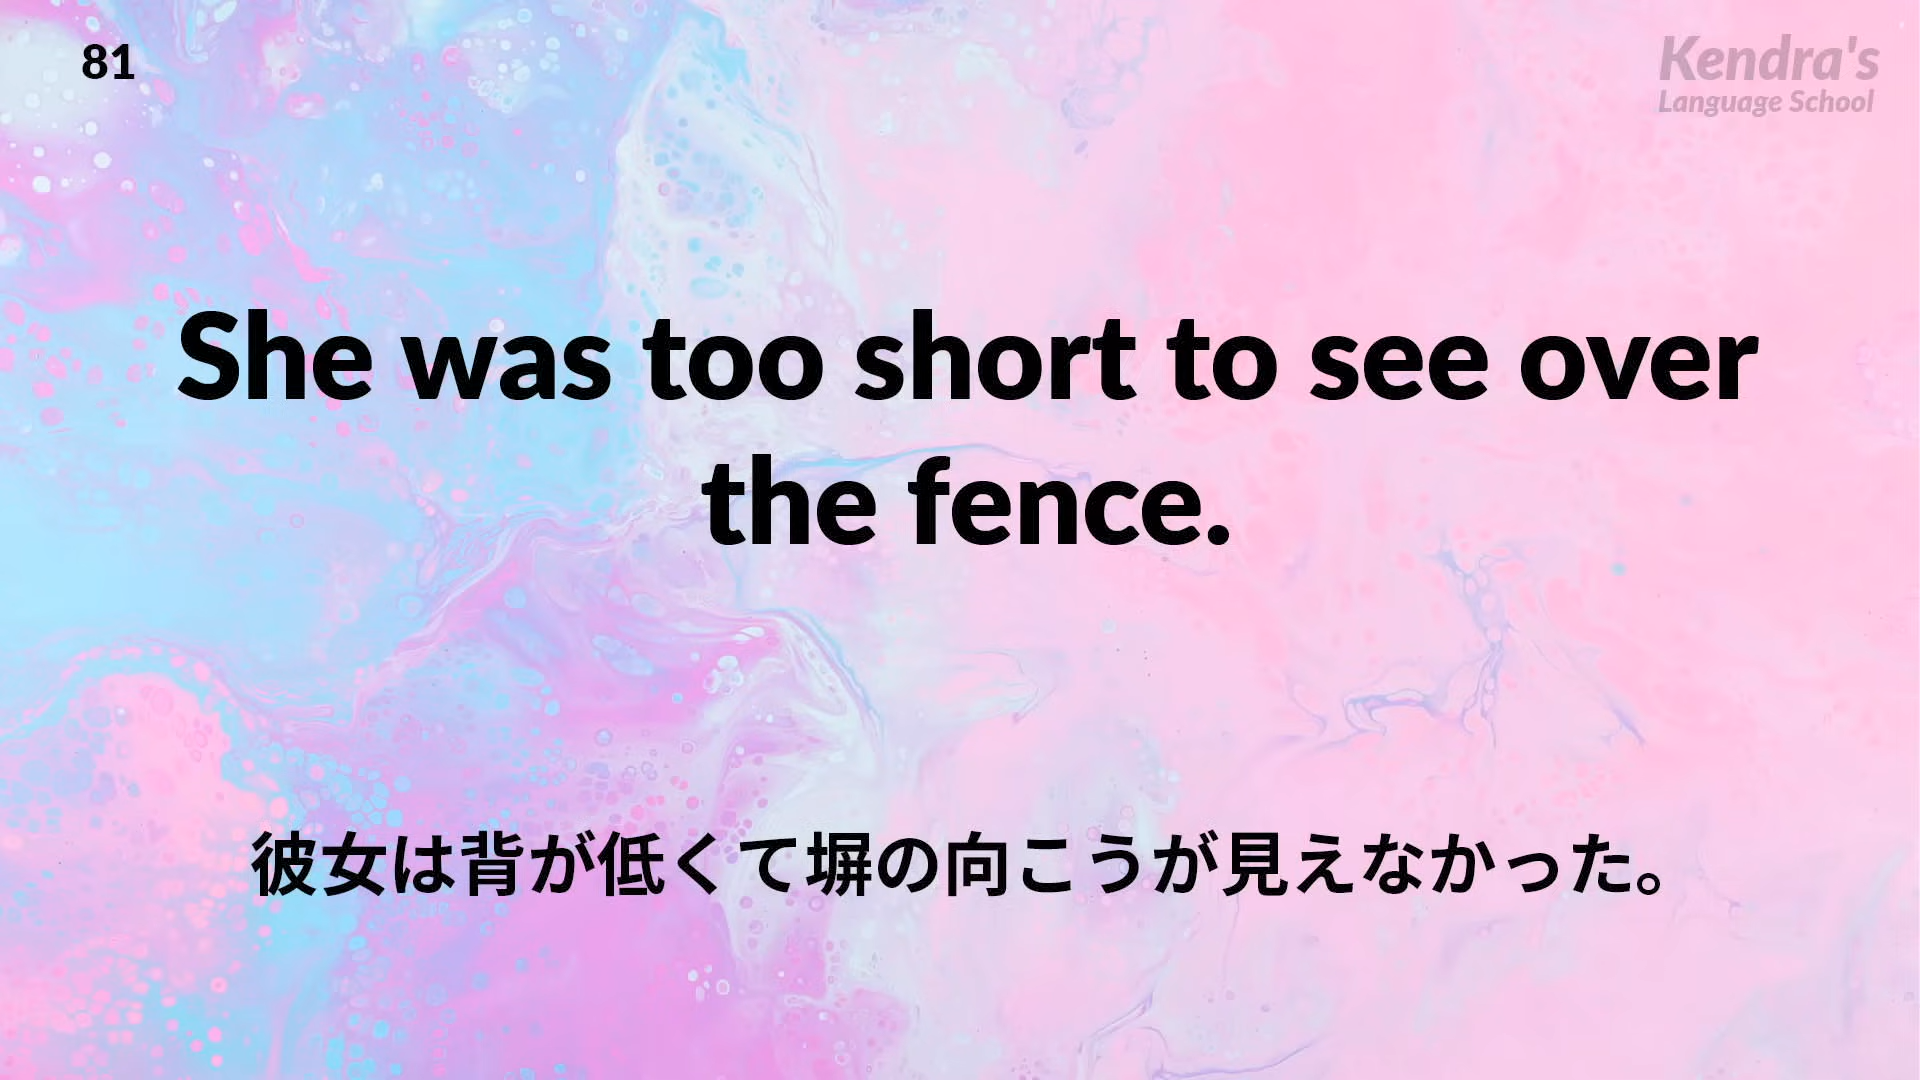 81
Kendra's
Language School
She was too short to see over
the fence.
彼女は背が低くて塀の向こうが見えなかった。